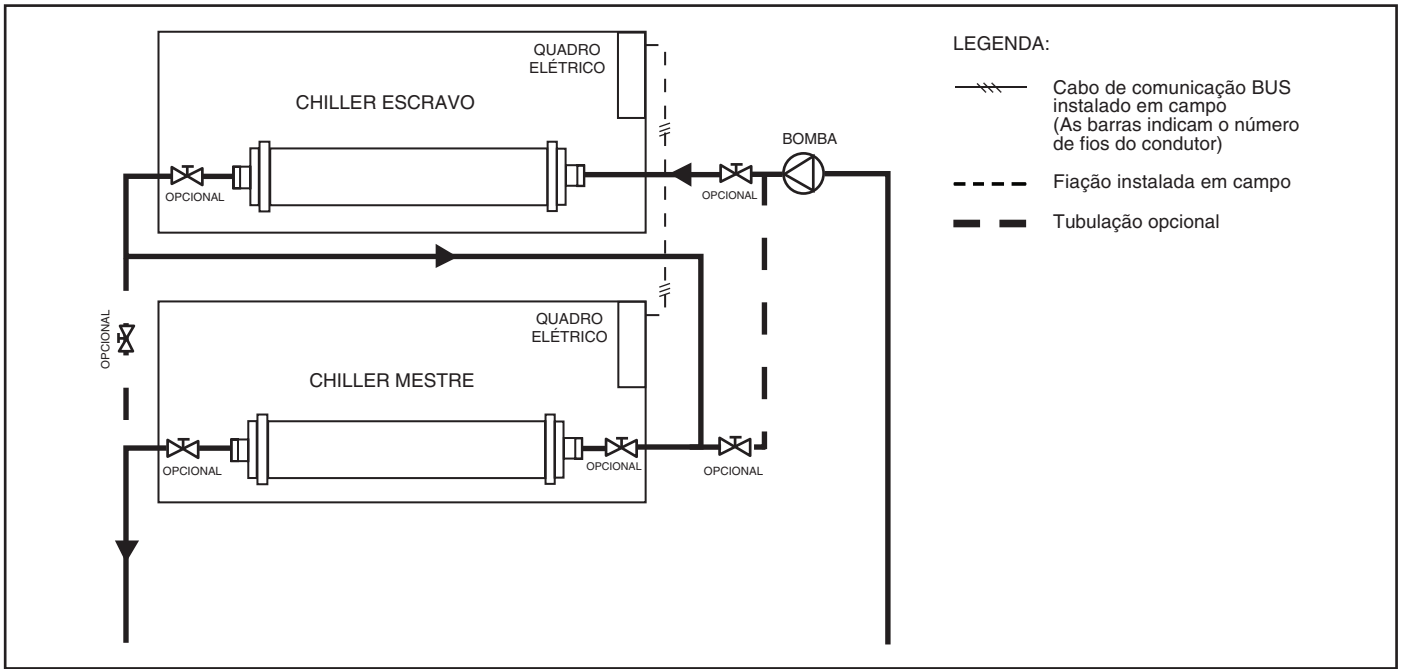 QUADRO
ELÉTRICO
CHILLER ESCRAVO
BOMBA
OPCIONAL
OPCIONAL
OPCIONAL
QUADRO
ELÉTRICO
CHILLER MESTRE
OPCIONAL
OPCIONAL
OPCIONAL
LEGENDA:
Cabo de comunicação BUS
instalado em campo
(As barras indicam o número
de fios do condutor)
Fiação instalada em campo
Tubulação opcional